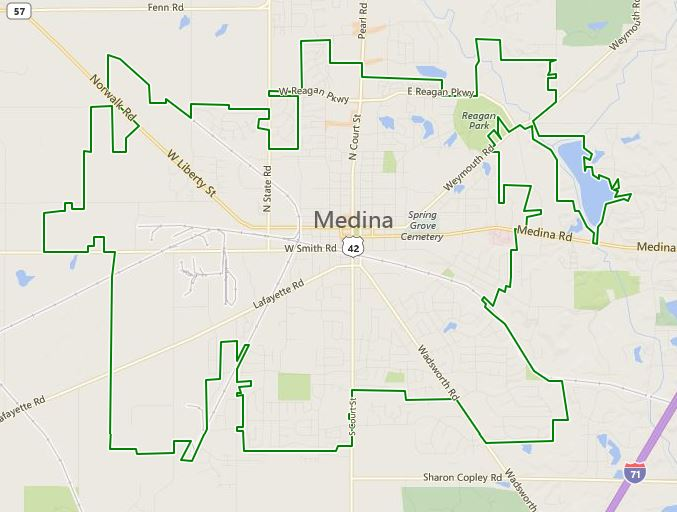 57
Fenn Rd
Pearl Rd
Weymouth Rd
Norwalk Rd
W Reagan Pkwy
E Reagan Pkwy
Reagan
Park
N Court St
W Liberty St
N State Rd
Weymouth Rd
Medina
Spring
Grove
Cemetery
Medina Rd
Medina
W Smith Rd
42
Lafayette Rd
Wadsworth Rd
afayette Rd
S Court St
Sharon Copley Rd
Wadsworth
71